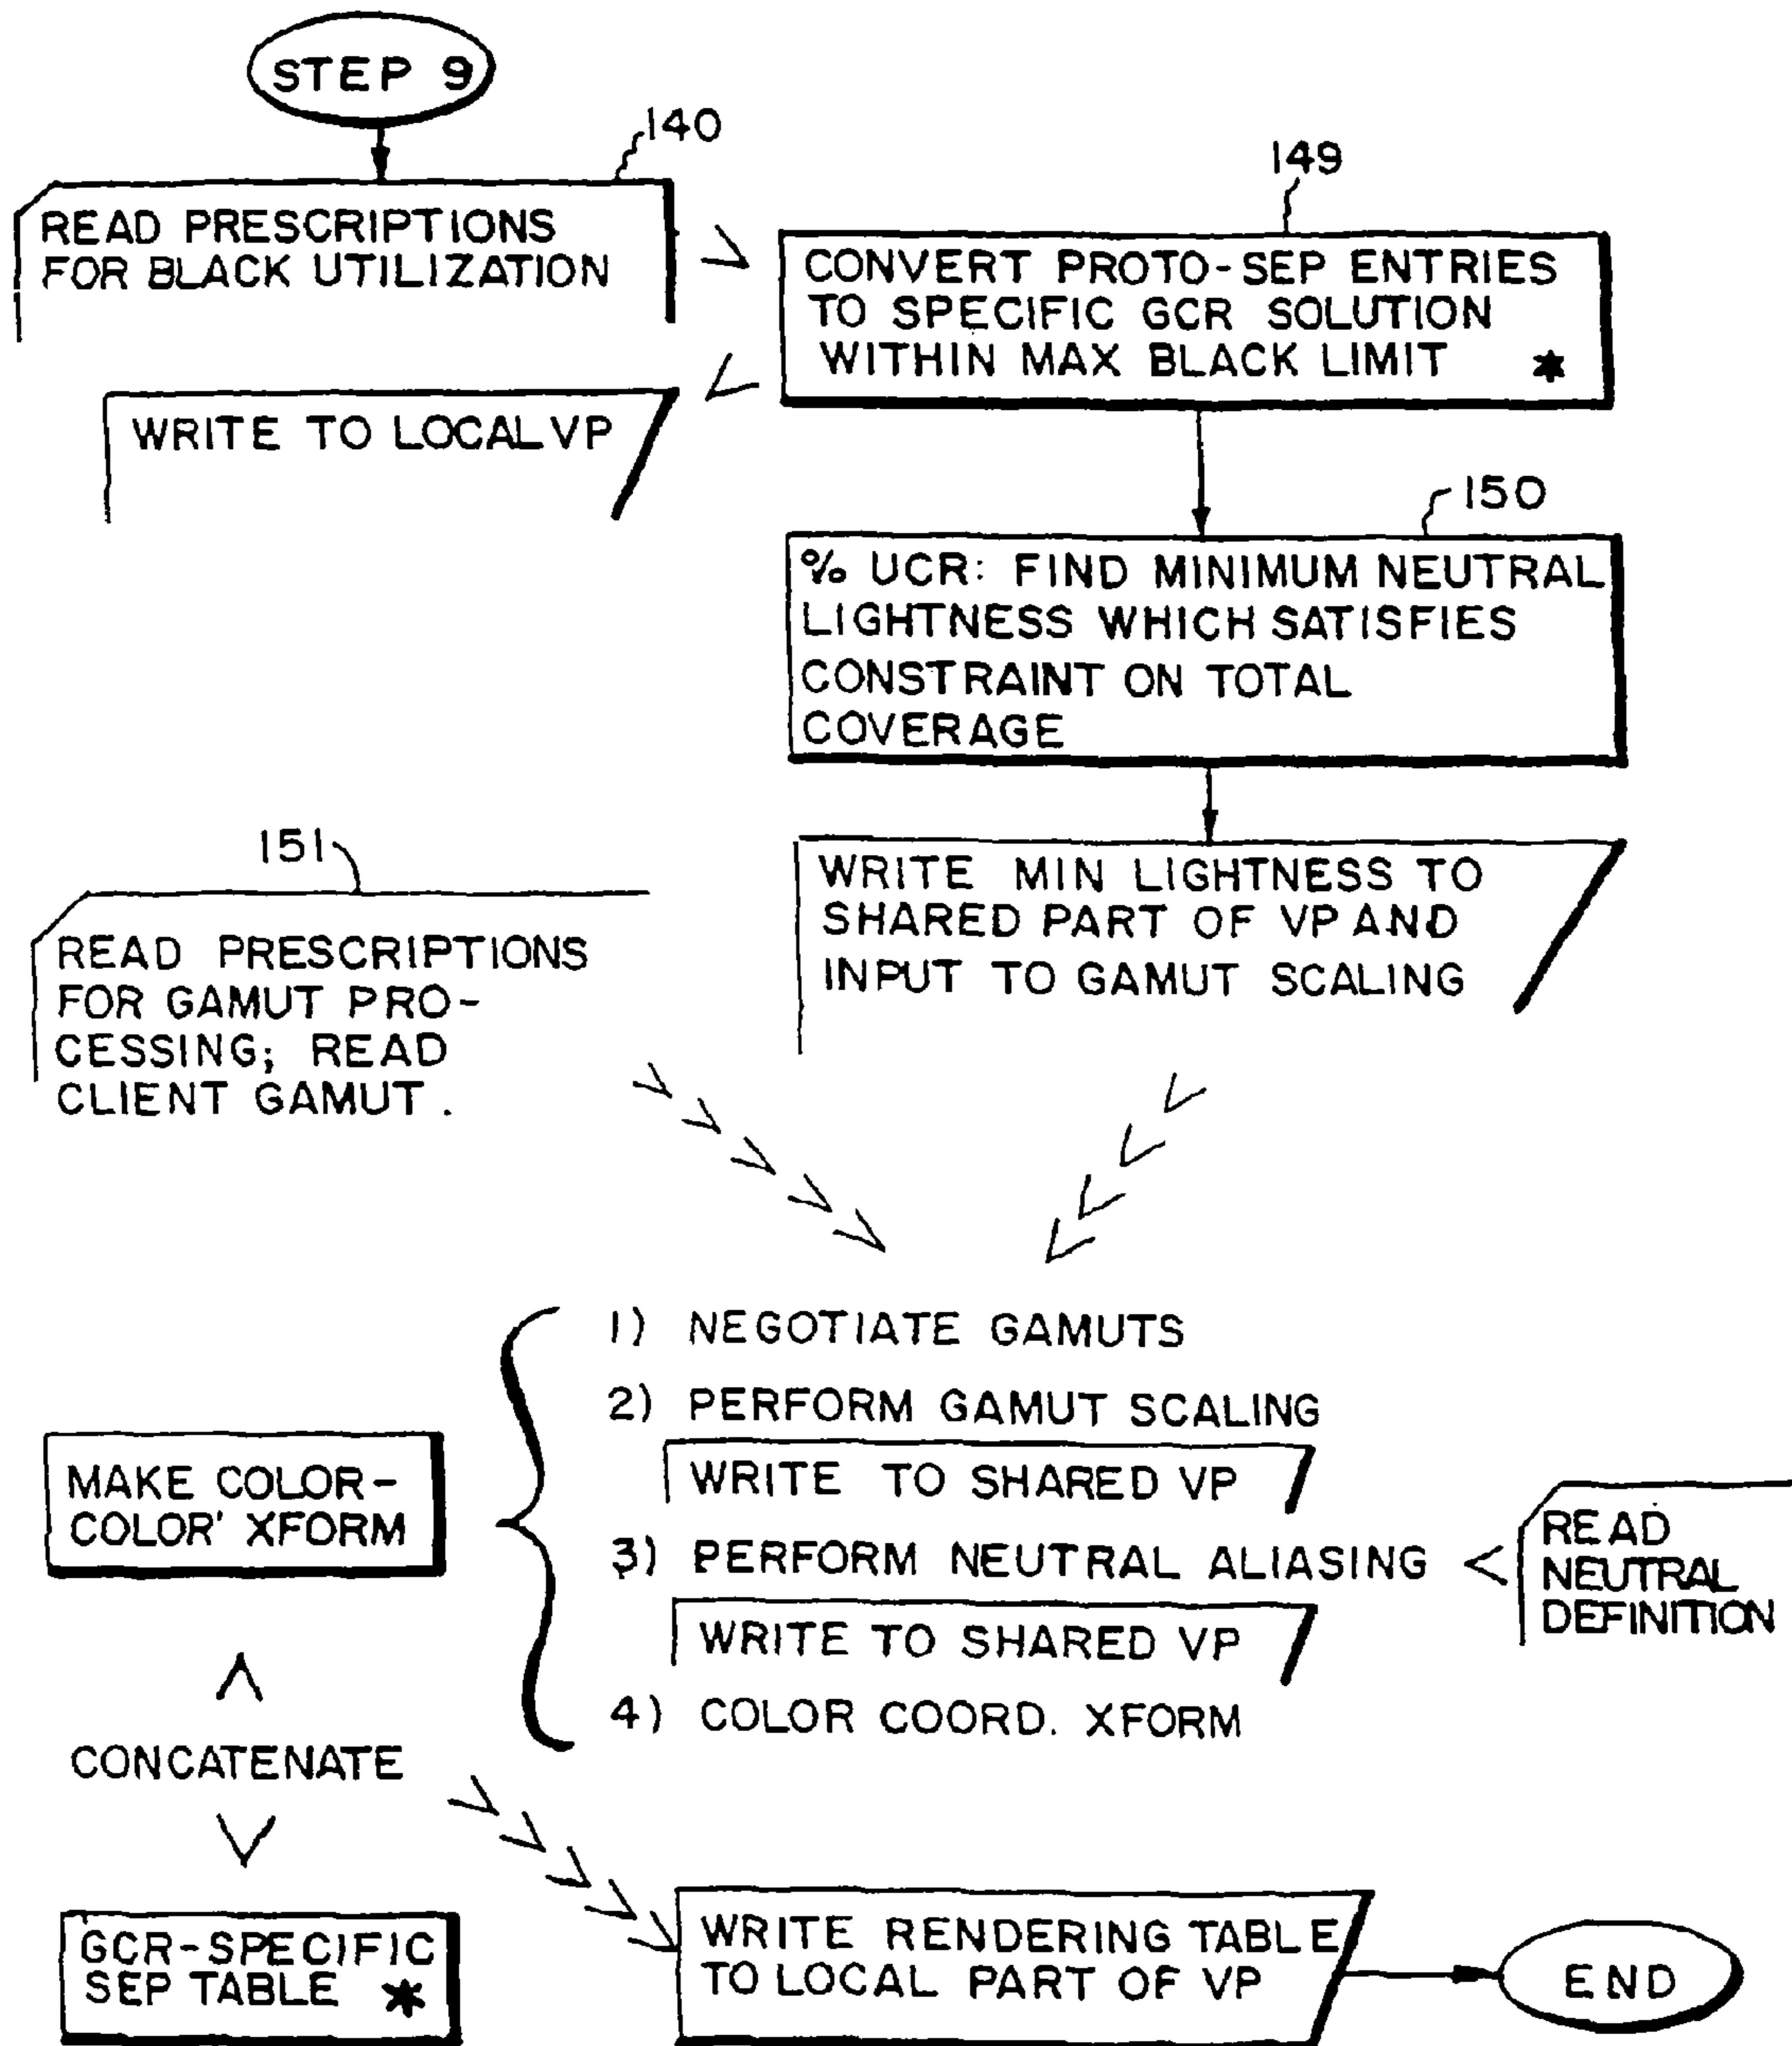 STEP 9
140
READ PRESCRIPTIONS
FOR BLACK UTILIZATION
149
CONVERT PROTO-SEP ENTRIES
TO SPECIFIC GCR SOLUTION
WITHIN MAX BLACK LIMIT *
WRITE TO LOCAL VP
150
% UCR: FIND MINIMUM NEUTRAL
LIGHTNESS WHICH SATISFIES
CONSTRAINT ON TOTAL
COVERAGE
WRITE MIN LIGHTNESS TO
SHARED PART OF VP AND
INPUT TO GAMUT SCALING
151
READ PRESCRIPTIONS
FOR GAMUT PRO-
CESSING; READ
CLIENT GAMUT.
1) NEGOTIATE GAMUTS
2) PERFORM GAMUT SCALING
WRITE TO SHARED VP
3) PERFORM NEUTRAL ALIASING
WRITE TO SHARED VP
4) COLOR COORD. XFORM
READ
NEUTRAL
DEFINITION
MAKE COLOR-
COLOR' XFORM
CONCATENATE
GCR-SPECIFIC
SEP TABLE *
WRITE RENDERING TABLE
TO LOCAL PART OF VP
END